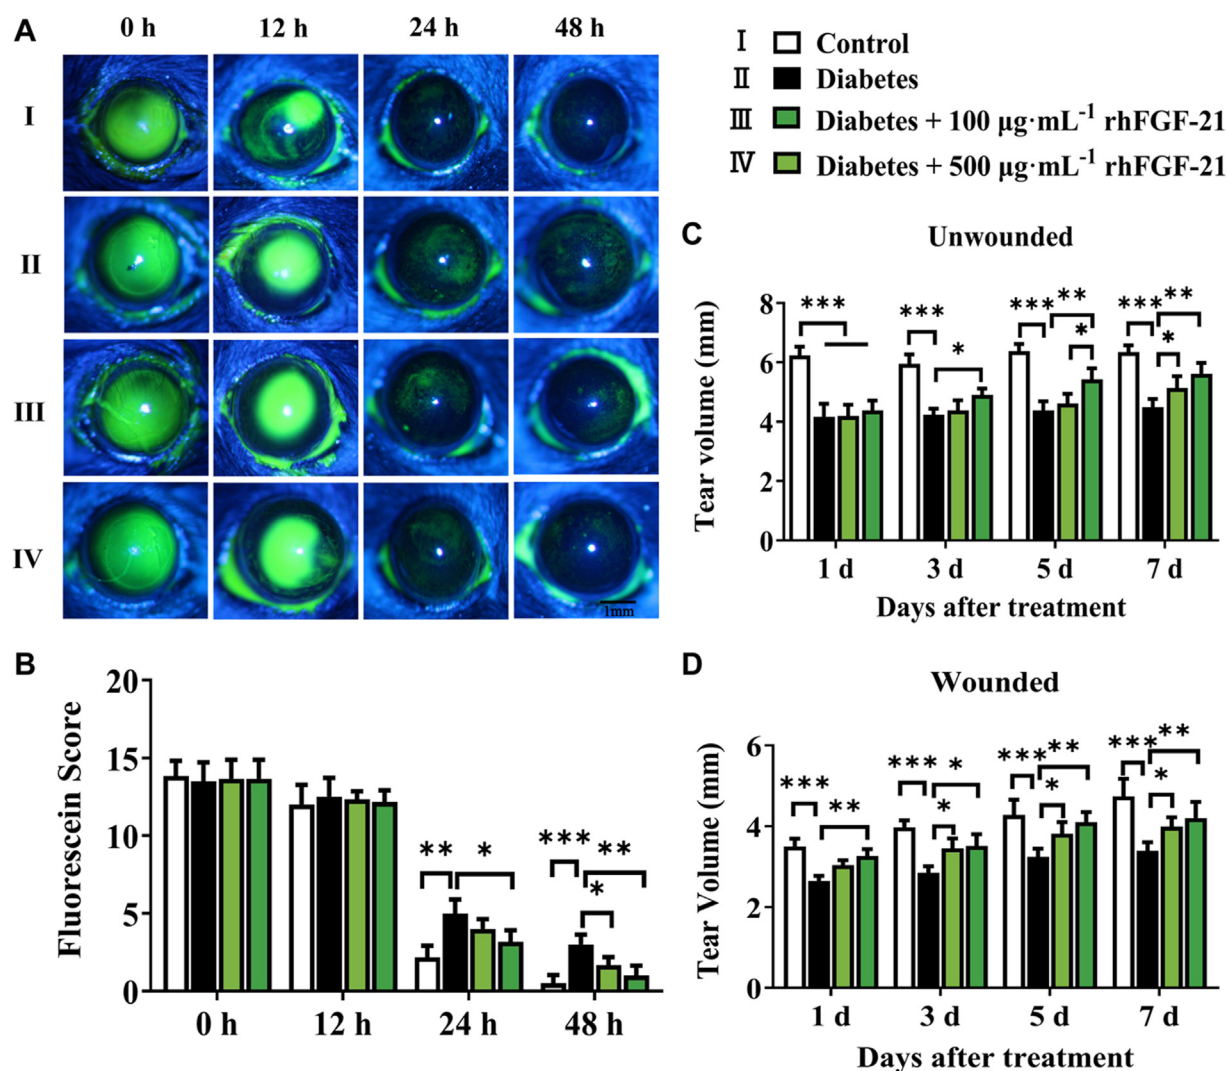 A
0 h 12 h 24 h 48 h
I
II
III
IV
1mm
I Control
II Diabetes
III Diabetes + 100 μg·mL⁻¹ rhFGF-21
IV Diabetes + 500 μg·mL⁻¹ rhFGF-21
B
Fluorescein Score
20
15
10
5
0
** *
*** ** *
0 h 12 h 24 h 48 h
C
Unwounded
Tear volume (mm)
8
6
4
2
0
***
*** *
*** ** *
*** ** *
1 d 3 d 5 d 7 d
Days after treatment
D
Wounded
Tear Volume (mm)
6
4
2
0
*** **
*** * *
*** ** *
*** ** *
1 d 3 d 5 d 7 d
Days after treatment